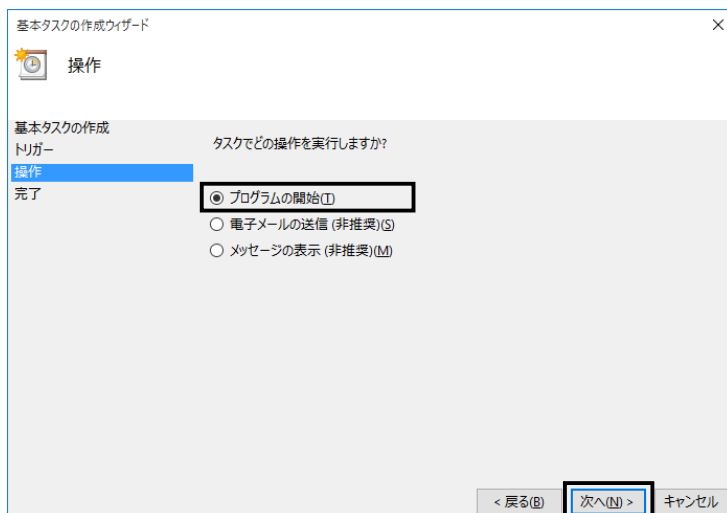 基本タスクの作成ウィザード
操作
基本タスクの作成
トリガー
操作
完了
タスクでどの操作を実行しますか?
プログラムの開始(T)
電子メールの送信 (非推奨)(S)
メッセージの表示 (非推奨)(M)
< 戻る(B) 次へ(N) > キャンセル